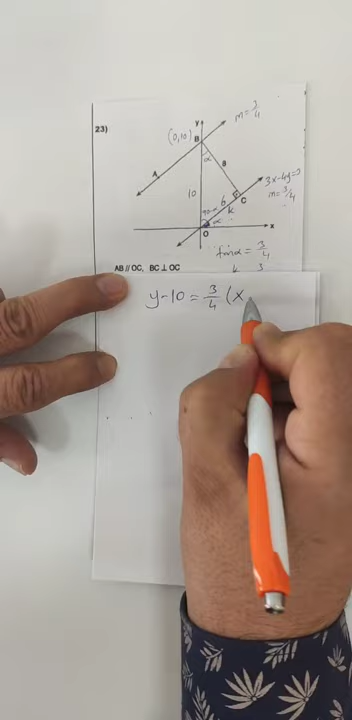 23)
y
m=3/4
(0,10)
B
α
A
8
3x-4y=0
m=3/4
10
6
C
k
90-α
α
O
x
tanα = 3/4
AB // OC, BC ⊥ OC
y-10 = 3/4 (x